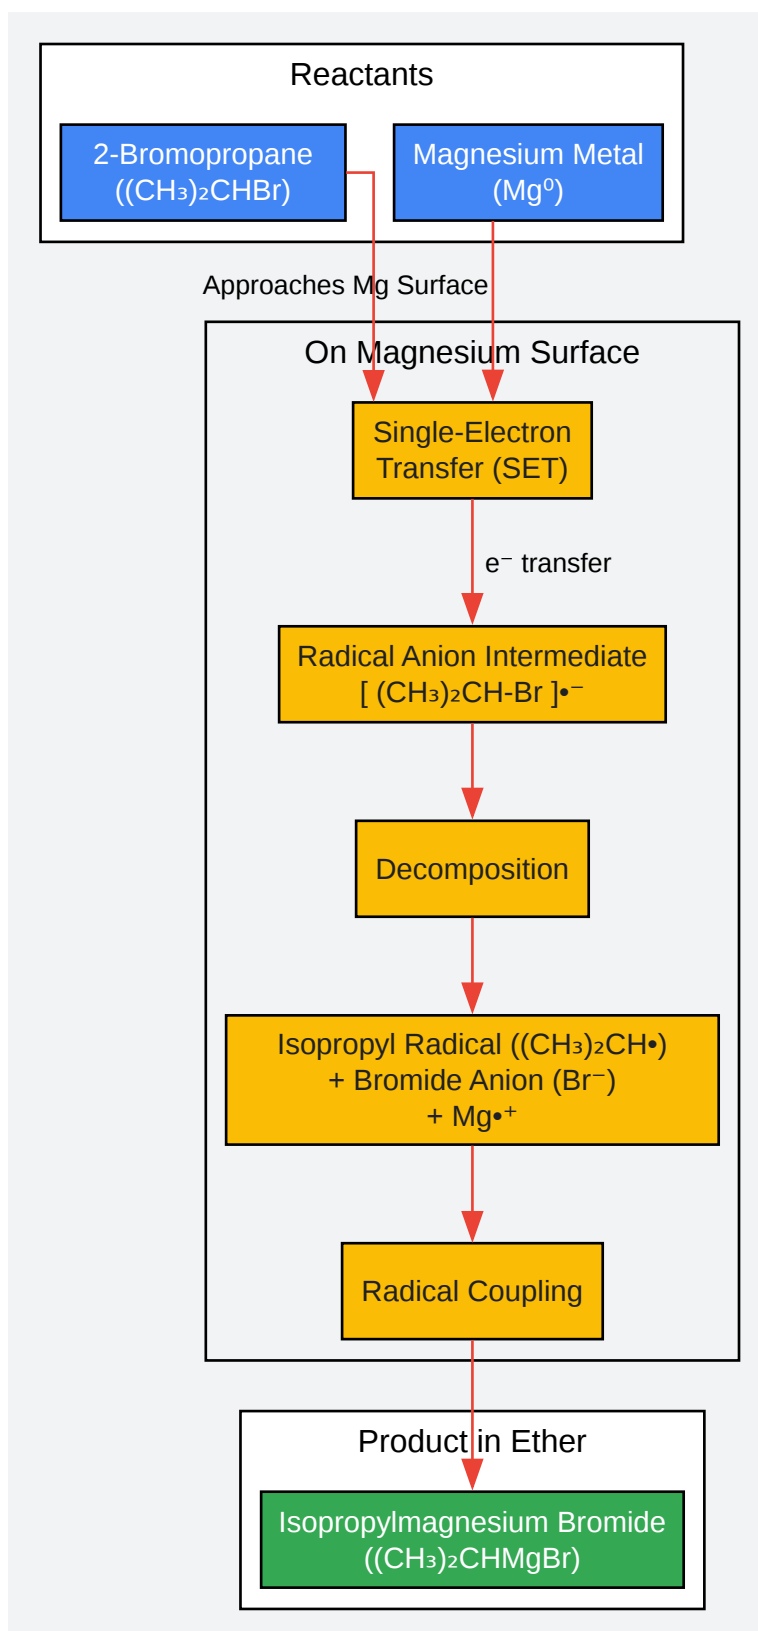 Reactants
2-Bromopropane
((CH₃)₂CHBr)
Magnesium Metal
(Mg⁰)
Approaches Mg Surface
On Magnesium Surface
Single-Electron
Transfer (SET)
e⁻ transfer
Radical Anion Intermediate
[ (CH₃)₂CH-Br ]•⁻
Decomposition
Isopropyl Radical ((CH₃)₂CH•)
+ Bromide Anion (Br⁻)
+ Mg•⁺
Radical Coupling
Product in Ether
Isopropylmagnesium Bromide
((CH₃)₂CHMgBr)